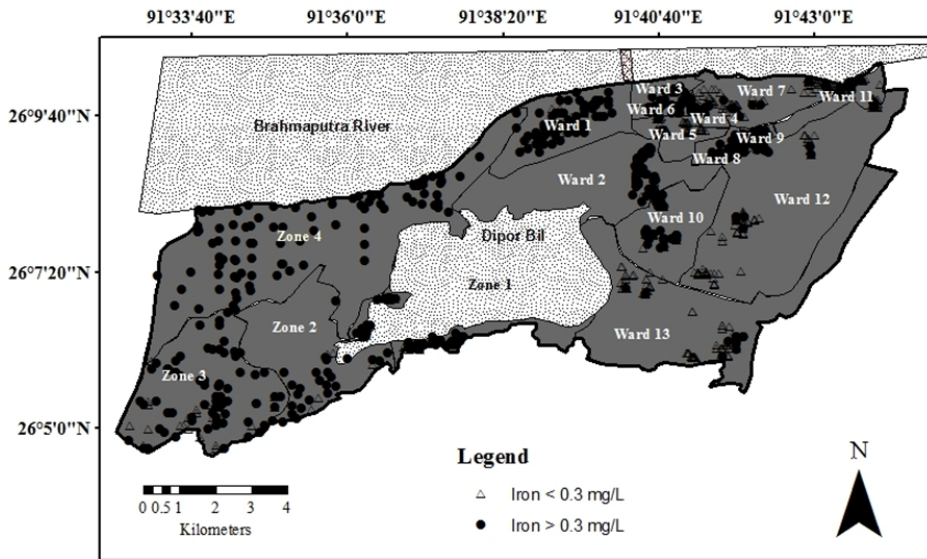 91°33'40"E 91°36'0"E 91°38'20"E 91°40'40"E 91°43'0"E
26°9'40"N
26°7'20"N
26°5'0"N
Brahmaputra River
Ward 3
Ward 7
Ward 11
Ward 6
Ward 4
Ward 1
Ward 5
Ward 9
Ward 8
Ward 2
Ward 12
Ward 10
Zone 4
Dipor Bil
Zone 1
Zone 2
Ward 13
Zone 3
Legend
Iron < 0.3 mg/L
Iron > 0.3 mg/L
0 0.5 1 2 3 4
Kilometers
N